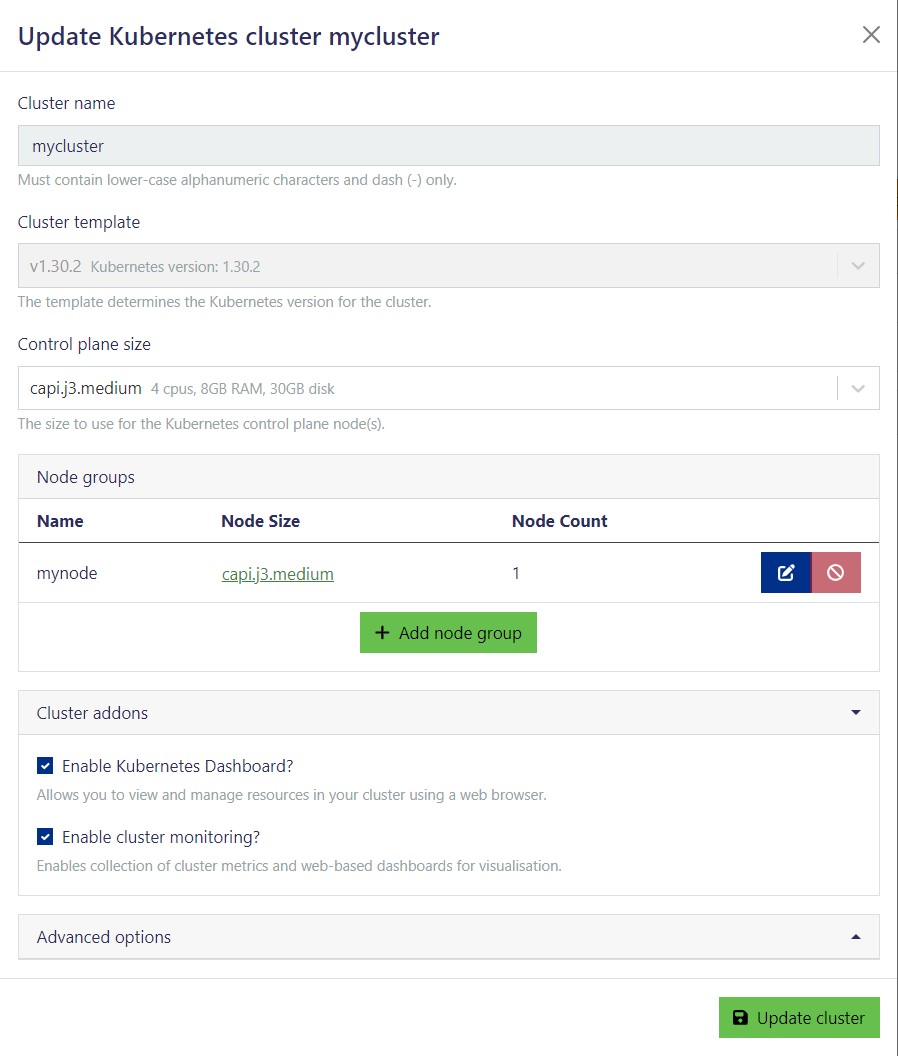 Update Kubernetes cluster mycluster
Cluster name
mycluster
Must contain lower-case alphanumeric characters and dash (-) only.
Cluster template
v1.30.2 Kubernetes version: 1.30.2
The template determines the Kubernetes version for the cluster.
Control plane size
capi.j3.medium 4 cpus, 8GB RAM, 30GB disk
The size to use for the Kubernetes control plane node(s).
Node groups
Name Node Size Node Count
mynode capi.j3.medium 1
Add node group
Cluster addons
Enable Kubernetes Dashboard?
Allows you to view and manage resources in your cluster using a web browser.
Enable cluster monitoring?
Enables collection of cluster metrics and web-based dashboards for visualisation.
Advanced options
Update cluster